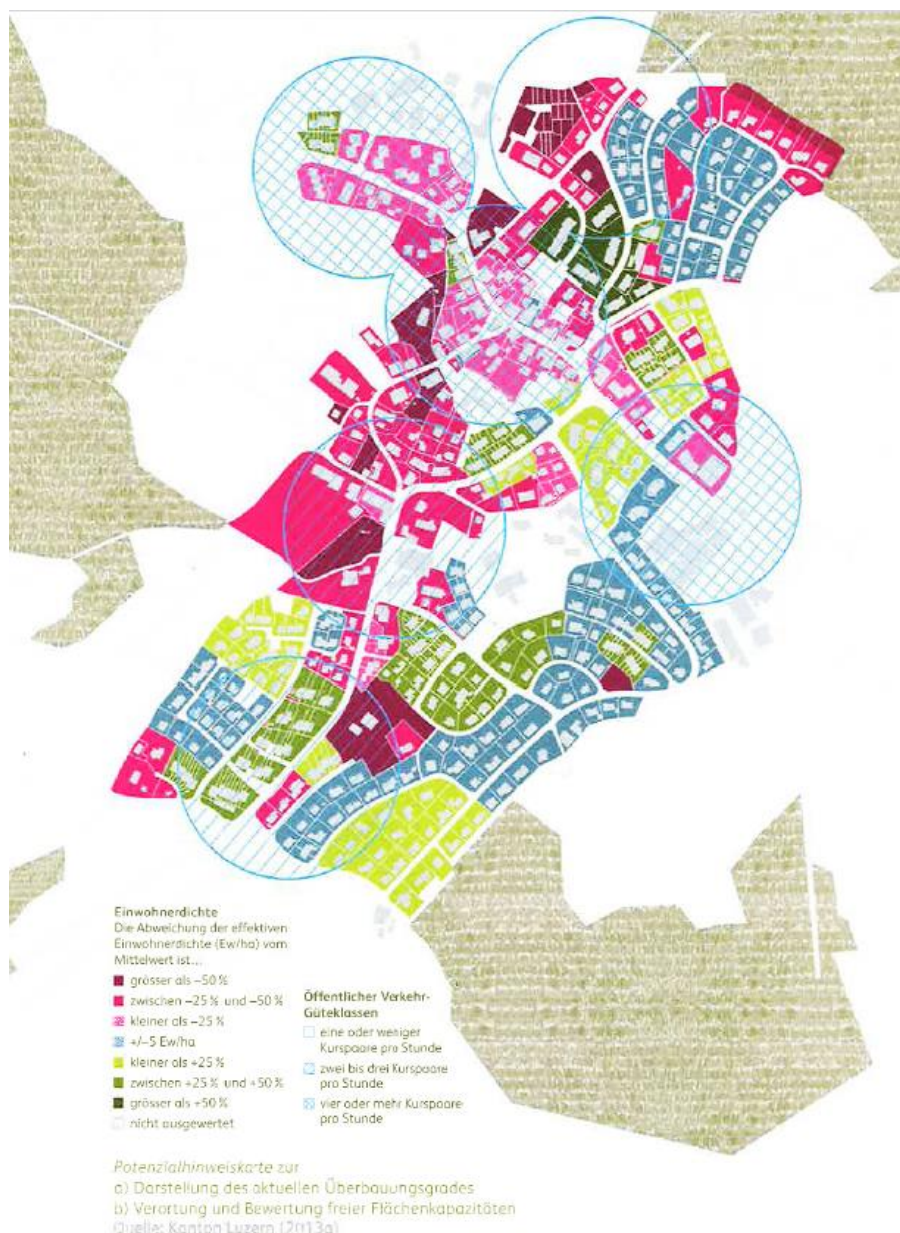 Einwohnerdichte
Die Abweichung der effektiven
Einwohnerdichte (Ew/ha) vom
Mittelwert ist...
grösser als –50 %
zwischen –25 % und –50 %
kleiner als –25 %
+/–5 Ew/ha
kleiner als +25 %
zwischen +25 % und +50 %
grösser als +50 %
nicht ausgewertet
Öffentlicher Verkehr-
Güteklassen
eine oder weniger
Kurspaare pro Stunde
zwei bis drei Kurspaare
pro Stunde
vier oder mehr Kurspaare
pro Stunde
Potenzialhinweiskarte zur
a) Darstellung des aktuellen Überbauungsgrades
b) Verortung und Bewertung freier Flächenkapazitäten
Quelle: Kanton Luzern (2013a)